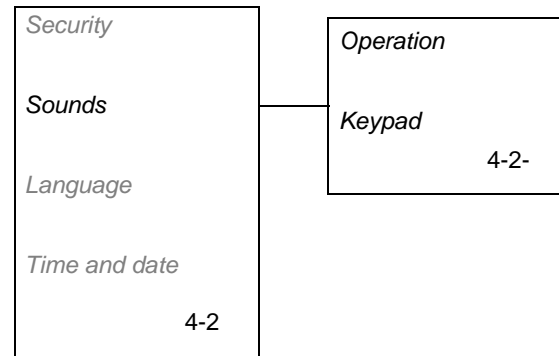 Security
Sounds
Language
Time and date
4-2
Operation
Keypad
4-2-